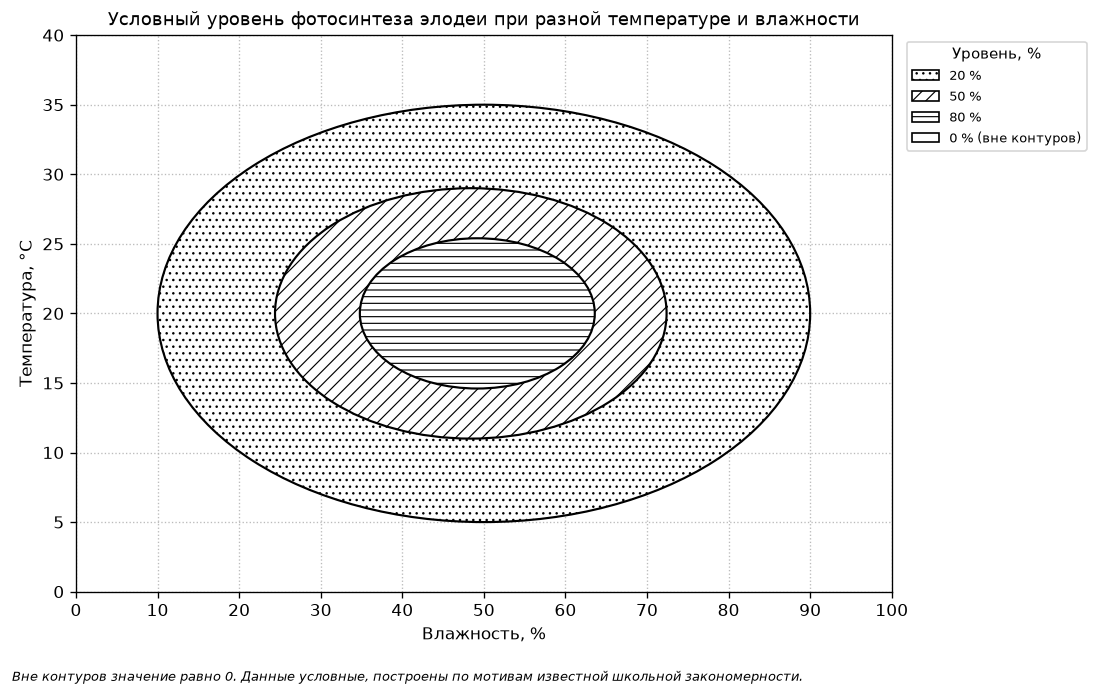 Условный уровень фотосинтеза элодеи при разной температуре и влажности
Уровень, %
20 %
50 %
80 %
0 % (вне контуров)
Температура, °C
40
35
30
25
20
15
10
5
0
0 10 20 30 40 50 60 70 80 90 100
Влажность, %
Вне контуров значение равно 0. Данные условные, построены по мотивам известной школьной закономерности.